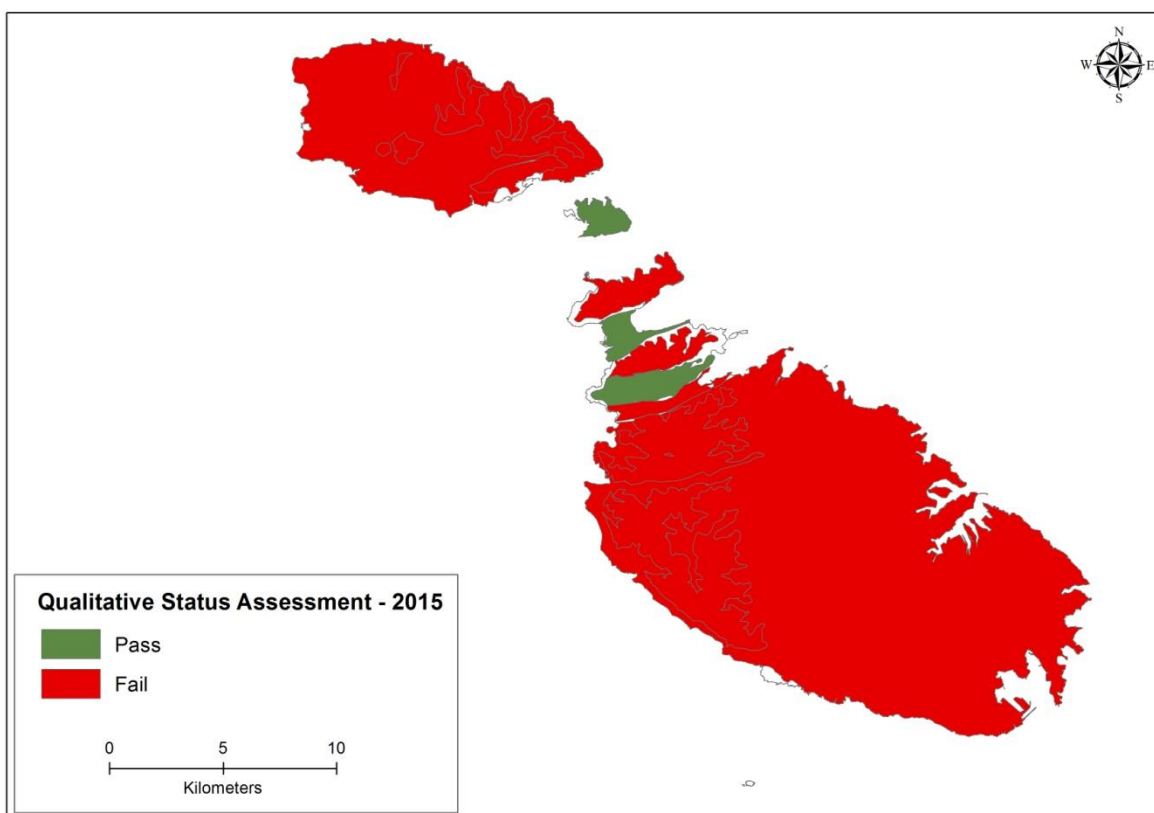 N
W E
S
Qualitative Status Assessment - 2015
Pass
Fail
0 5 10
Kilometers